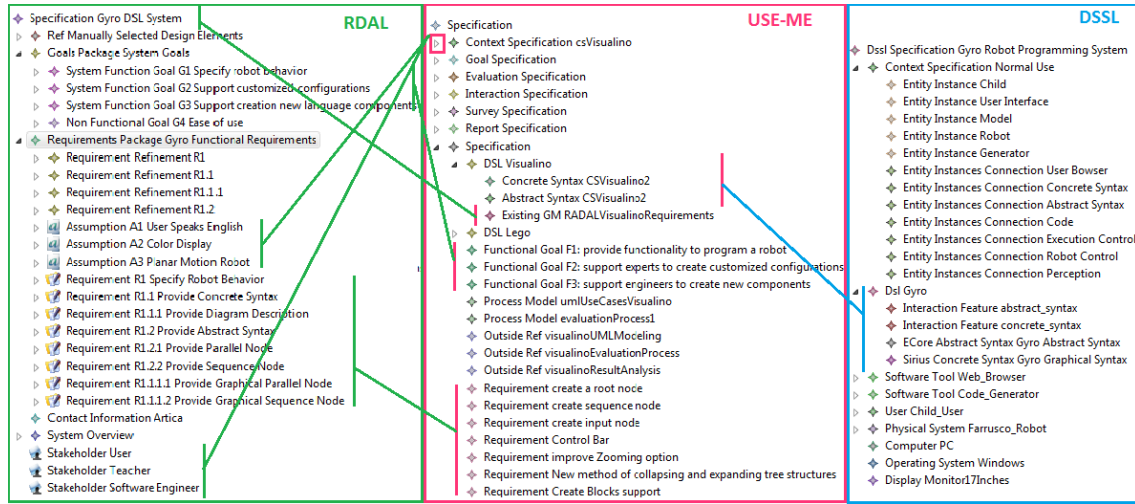 RDAL
Specification Gyro DSL System
Ref Manually Selected Design Elements
Goals Package System Goals
System Function Goal G1 Specify robot behavior
System Function Goal G2 Support customized configurations
System Function Goal G3 Support creation new language components
Non Functional Goal G4 Ease of use
Requirements Package Gyro Functional Requirements
Requirement Refinement R1
Requirement Refinement R1.1
Requirement Refinement R1.1.1
Requirement Refinement R1.2
Assumption A1 User Speaks English
Assumption A2 Color Display
Assumption A3 Planar Motion Robot
Requirement R1 Specify Robot Behavior
Requirement R1.1 Provide Concrete Syntax
Requirement R1.1.1 Provide Diagram Description
Requirement R1.2 Provide Abstract Syntax
Requirement R1.2.1 Provide Parallel Node
Requirement R1.2.2 Provide Sequence Node
Requirement R1.1.1.1 Provide Graphical Parallel Node
Requirement R1.1.1.2 Provide Graphical Sequence Node
Contact Information Artica
System Overview
Stakeholder User
Stakeholder Teacher
Stakeholder Software Engineer
USE-ME
Specification
Context Specification csVisualino
Goal Specification
Evaluation Specification
Interaction Specification
Survey Specification
Report Specification
Specification
DSL Visualino
Concrete Syntax CSVisualino2
Abstract Syntax CSVisualino2
Existing GM RADALVisualinoRequirements
DSL Lego
Functional Goal F1: provide functionality to program a robot
Functional Goal F2: support experts to create customized configurations
Functional Goal F3: support engineers to create new components
Process Model umlUseCasesVisualino
Process Model evaluationProcess1
Outside Ref visualinoUMLMoceling
Outside Ref visualinoEvaluationProcess
Outside Ref visualinoResultAnalysis
Requirement create a root node
Requirement create sequence node
Requirement create input node
Requirement Control Bar
Requirement improve Zooming option
Requirement New method of collapsing and expanding tree structures
Requirement Create Blocks support
DSSL
Dssl Specification Gyro Robot Programming System
Context Specification Normal Use
Entity Instance Child
Entity Instance User Interface
Entity Instance Model
Entity Instance Robot
Entity Instance Generator
Entity Instances Connection User Bowser
Entity Instances Connection Concrete Syntax
Entity Instances Connection Abstract Syntax
Entity Instances Connection Code
Entity Instances Connection Execution Control
Entity Instances Connection Robot Control
Entity Instances Connection Perception
Dsl Gyro
Interaction Feature abstract_syntax
Interaction Feature concrete_syntax
ECore Abstract Syntax Gyro Abstract Syntax
Sirius Concrete Syntax Gyro Graphical Syntax
Software Tool Web_Browser
Software Tool Code_Generator
User Child_User
Physical System Farrusco_Robot
Computer PC
Operating System Windows
Display Monitor17Inches